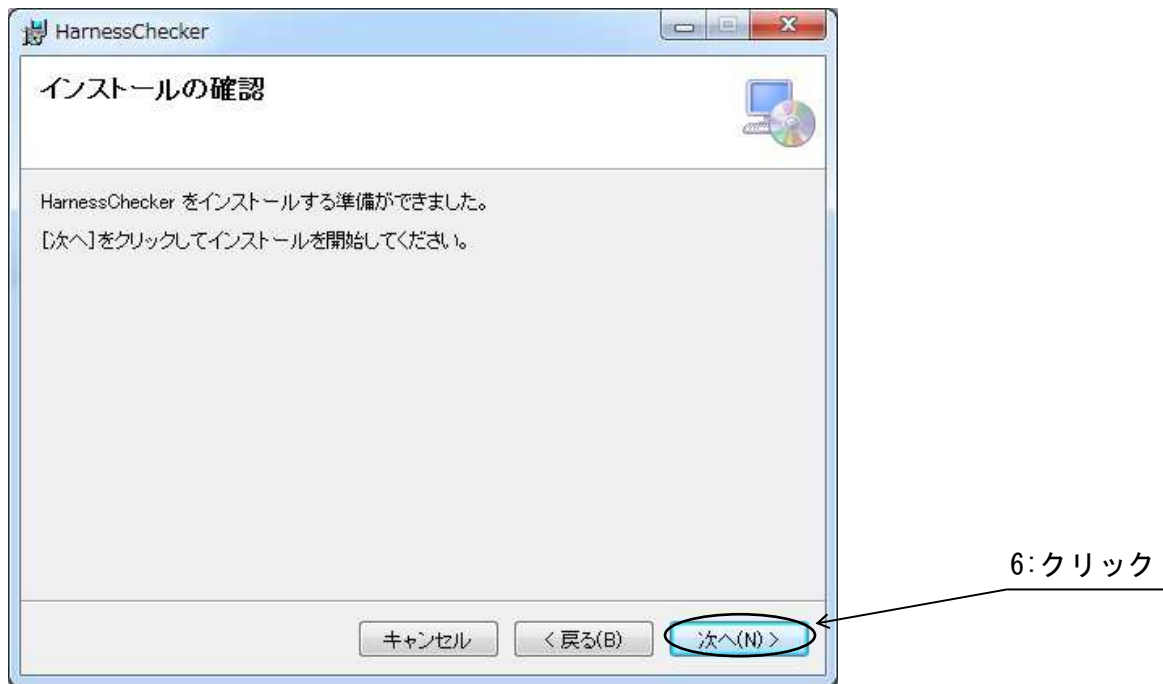 HarnessChecker
インストールの確認
HarnessChecker をインストールする準備ができました。
[次へ]をクリックしてインストールを開始してください。
6:クリック
キャンセル
< 戻る(B)
次へ(N) >